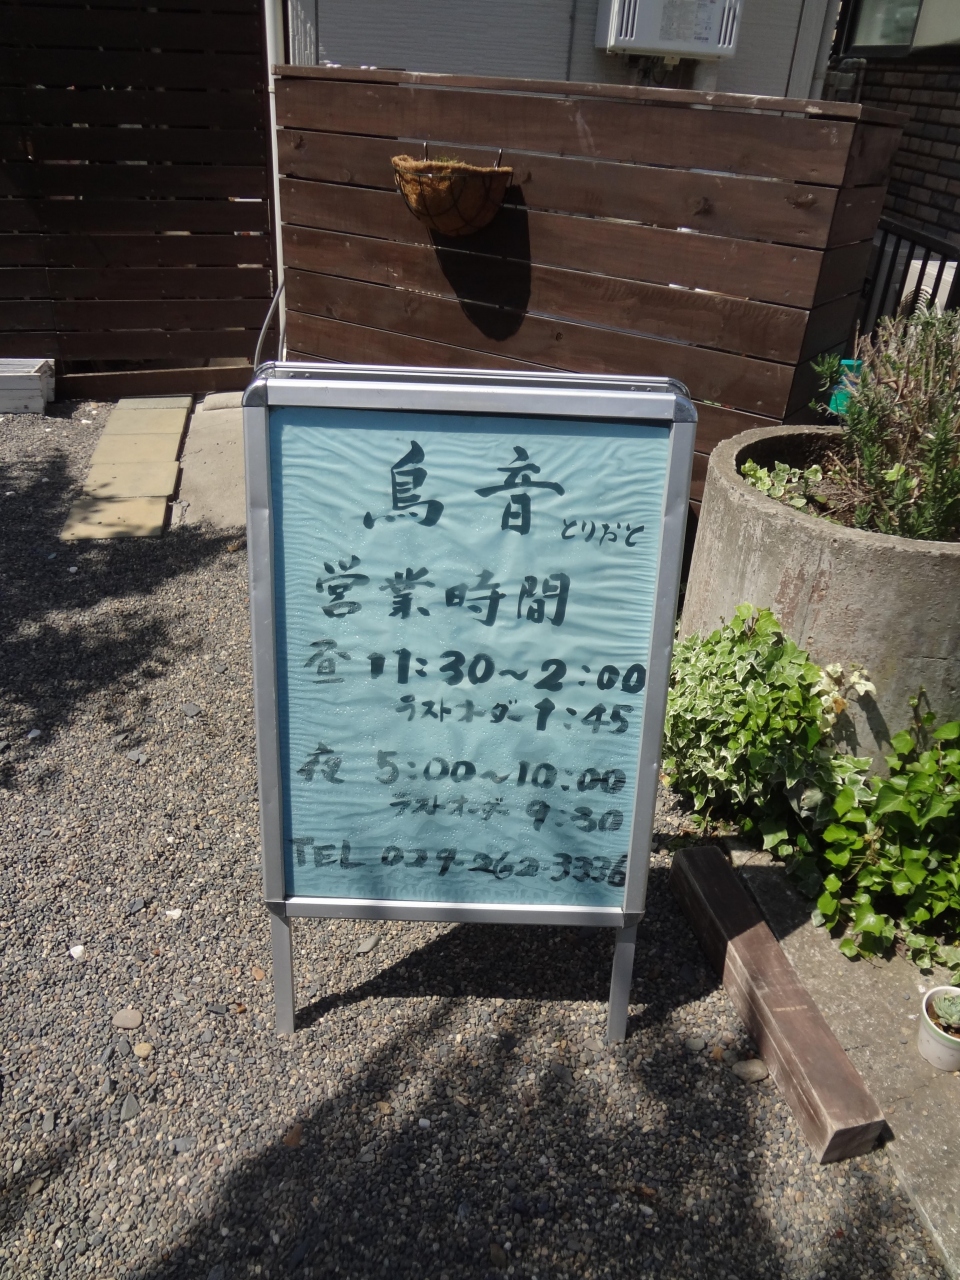 鳥音 とりおと
営業時間
昼 11:30~2:00
ラストオーダー 1:45
夜 5:00~10:00
ラストオーダー 9:30
TEL 029-262-3336